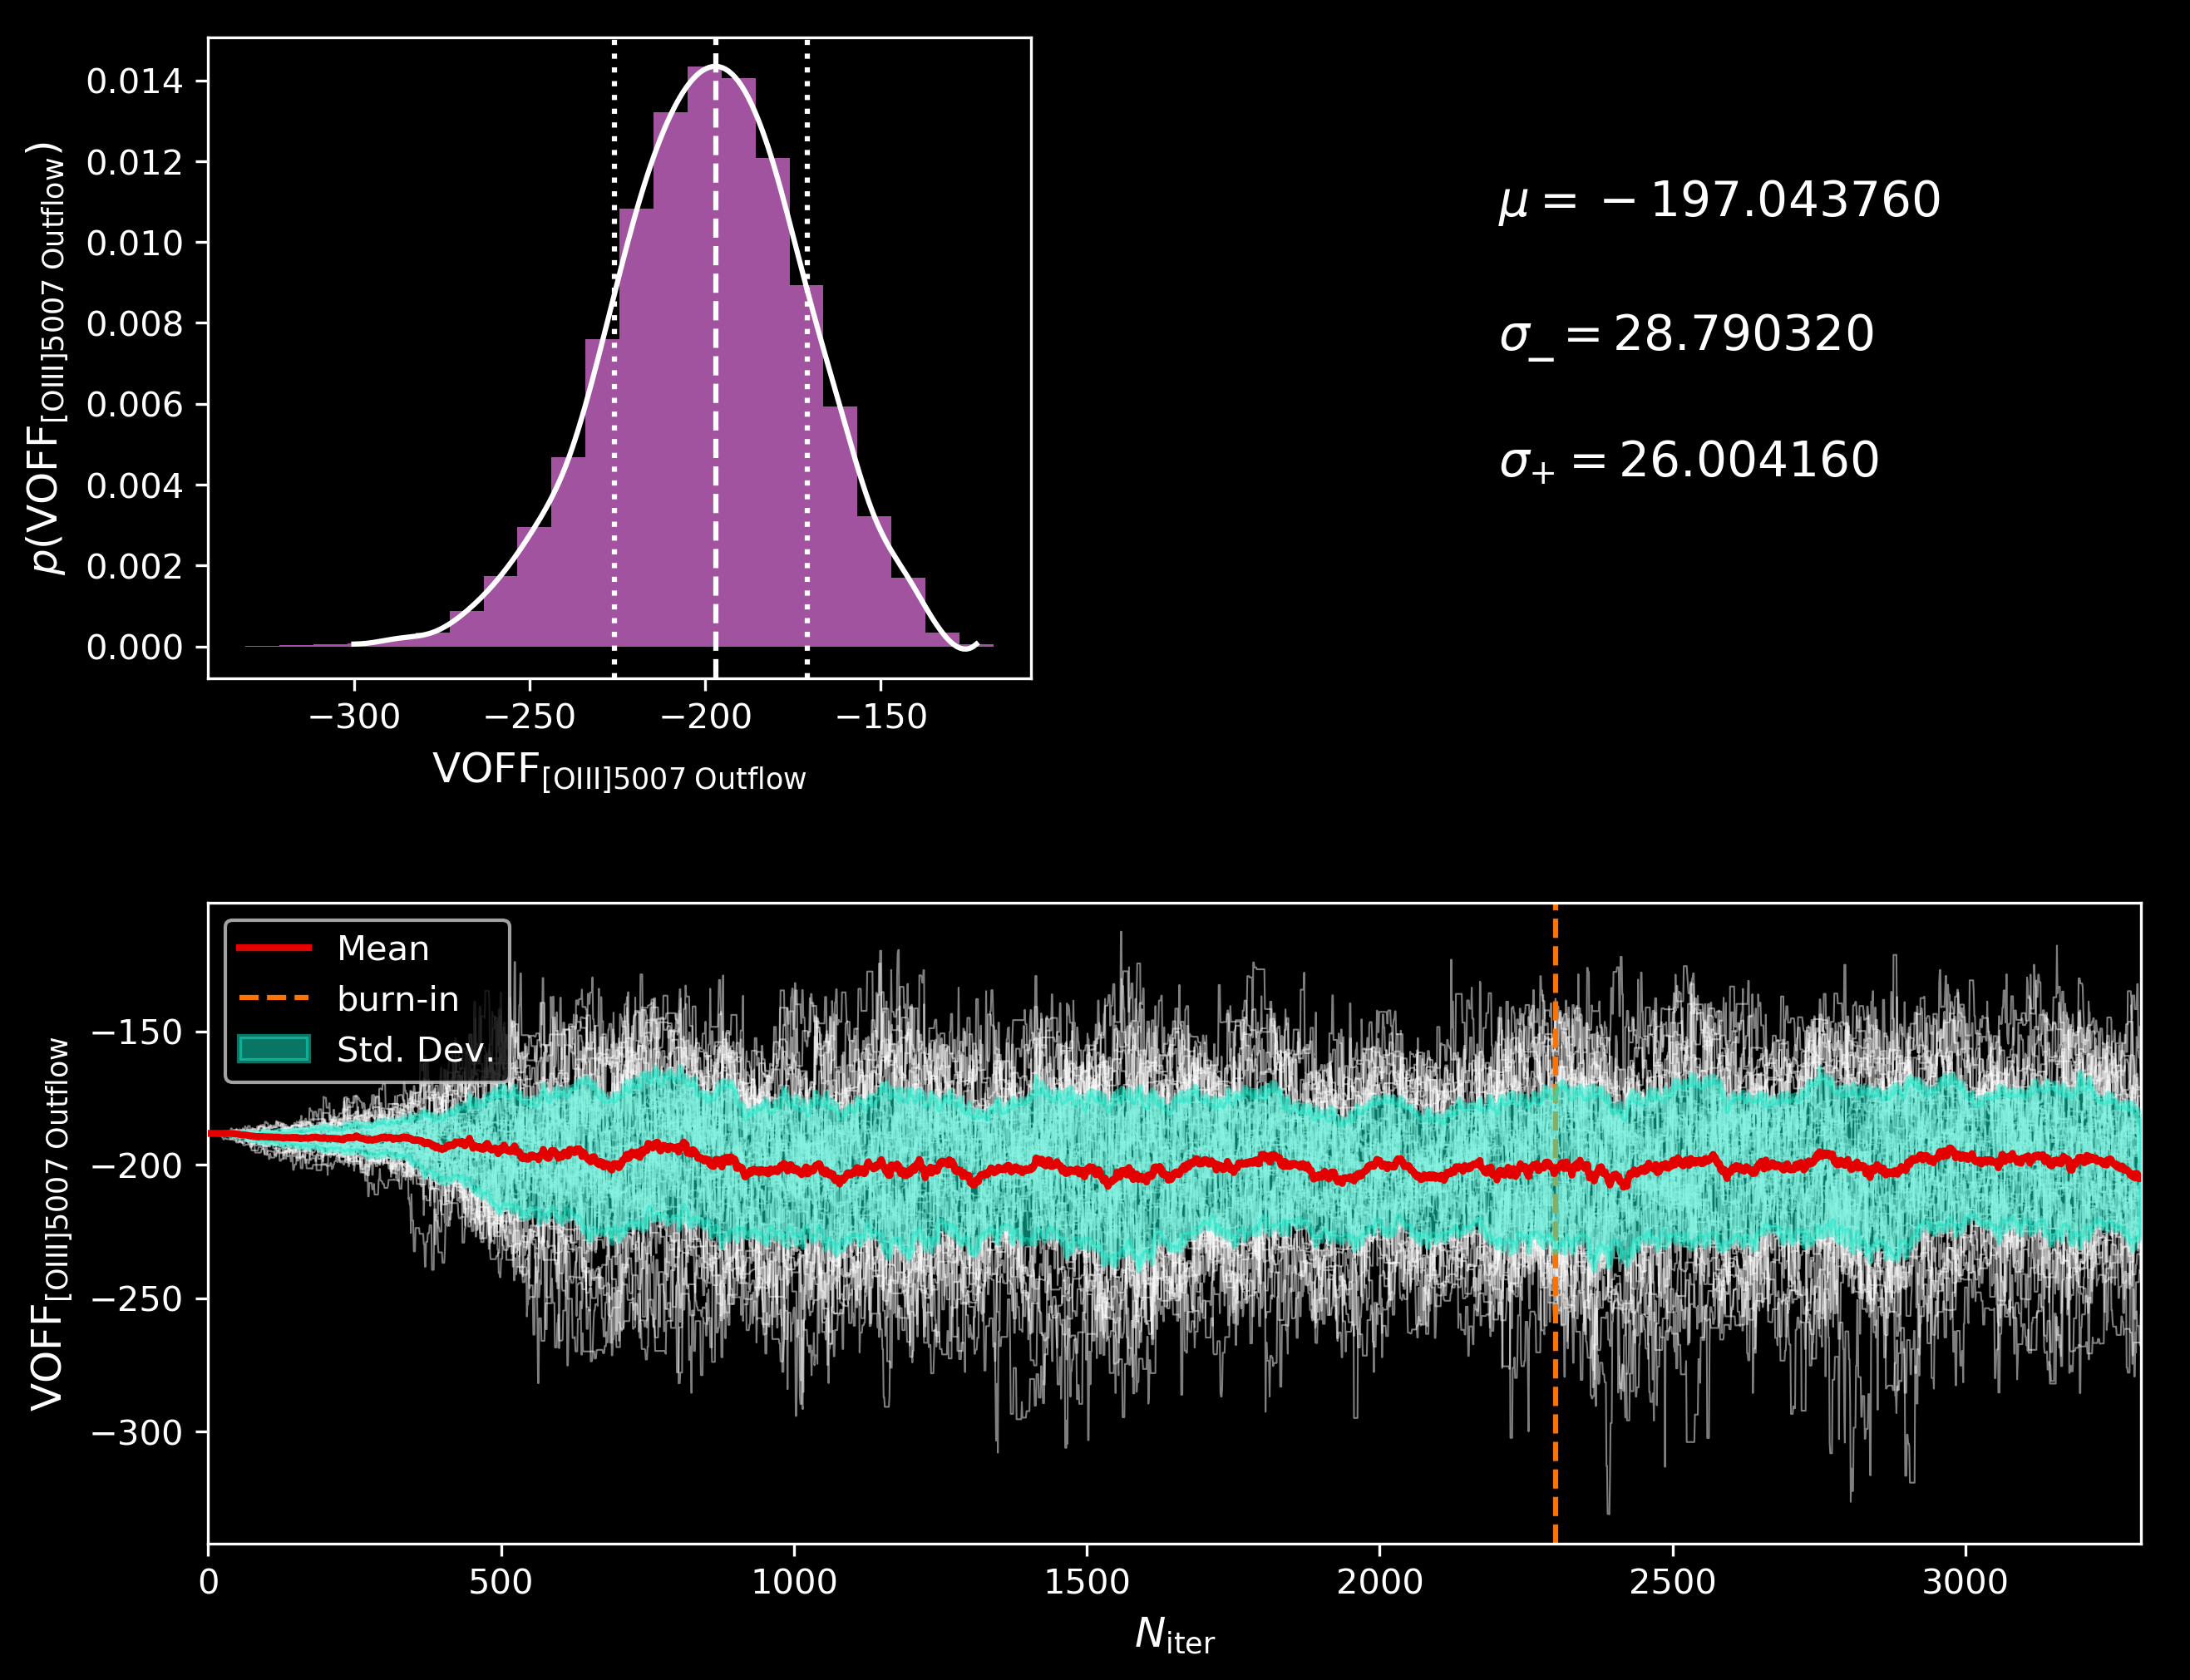 0.014
0.012
0.010
0.008
0.006
0.004
0.002
0.000
p(VOFF[OIII]5007 Outflow)
−300 −250 −200 −150
VOFF[OIII]5007 Outflow
μ = −197.043760
σ− = 28.790320
σ+ = 26.004160
Mean
burn-in
Std. Dev.
−150
−200
−250
−300
VOFF[OIII]5007 Outflow
0 500 1000 1500 2000 2500 3000
Niter